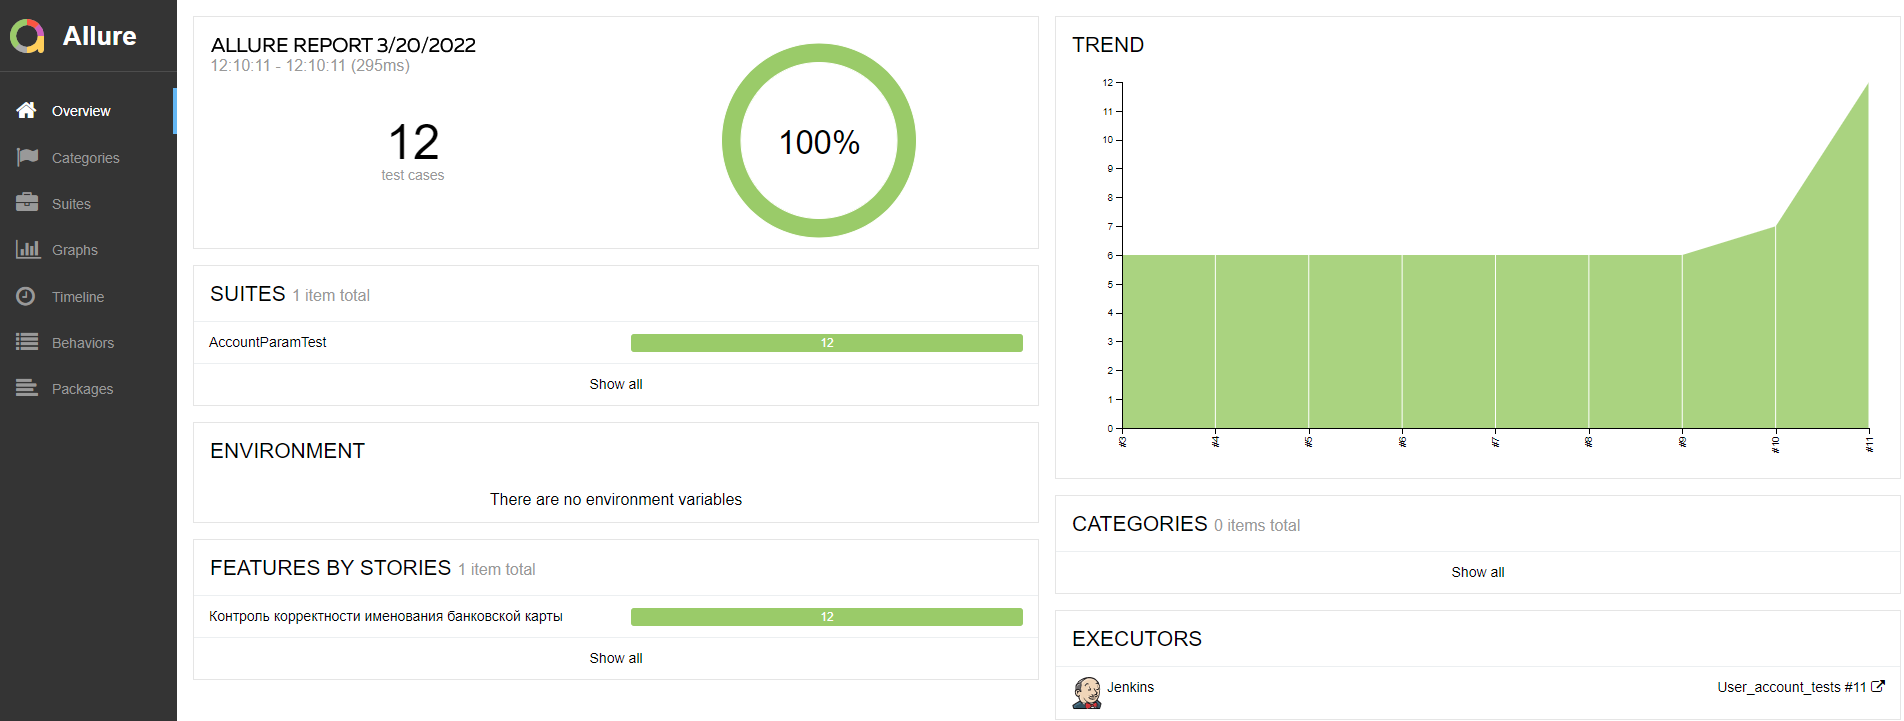 Allure
Overview
Categories
Suites
Graphs
Timeline
Behaviors
Packages
ALLURE REPORT 3/20/2022
12:10:11 - 12:10:11 (295ms)
12
test cases
100%
SUITES 1 item total
AccountParamTest 12
Show all
ENVIRONMENT
There are no environment variables
FEATURES BY STORIES 1 item total
Контроль корректности именования банковской карты 12
Show all
TREND
12
11
10
9
8
7
6
5
4
3
2
1
0
#3 #4 #5 #6 #7 #8 #9 #10 #11
CATEGORIES 0 items total
Show all
EXECUTORS
Jenkins User_account_tests #11